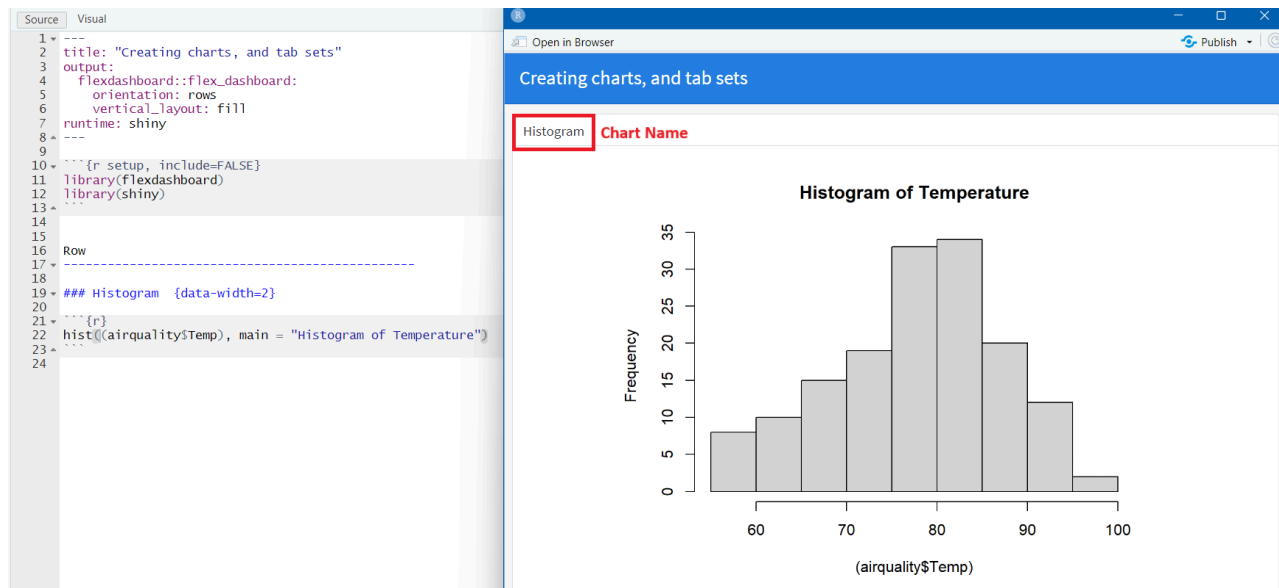 Source Visual
1 ---
2 title: "Creating charts, and tab sets"
3 output:
4 flexdashboard::flex_dashboard:
5 orientation: rows
6 vertical_layout: fill
7 runtime: shiny
8 ---
9
10 ```{r setup, include=FALSE}
11 library(flexdashboard)
12 library(shiny)
13 ```
14
15
16 Row
17 -----------------------------------------------
18
19 ### Histogram  {data-width=2}
20
21 ```{r}
22 hist((airquality$Temp), main = "Histogram of Temperature")
23 ```
24
R
Open in Browser
Publish
Creating charts, and tab sets
Histogram
Chart Name
Histogram of Temperature
35
30
25
20
15
10
5
0
Frequency
60 70 80 90 100
(airquality$Temp)